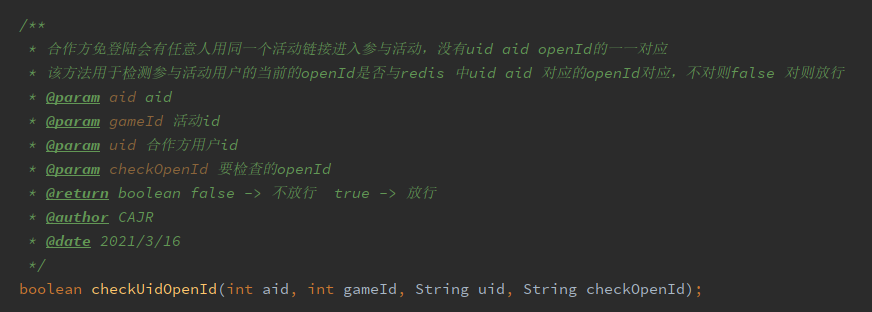 /**
* 合作方免登陆会有任意人用同一个活动链接进入参与活动，没有uid aid openId的一一对应
* 该方法用于检测参与活动用户的当前的openId是否与redis 中uid aid 对应的openId对应，不对则false 对则放行
* @param aid aid
* @param gameId 活动id
* @param uid 合作方用户id
* @param checkOpenId 要检查的openId
* @return boolean false -> 不放行  true -> 放行
* @author CAJR
* @date 2021/3/16
*/
boolean checkUidOpenId(int aid, int gameId, String uid, String checkOpenId);